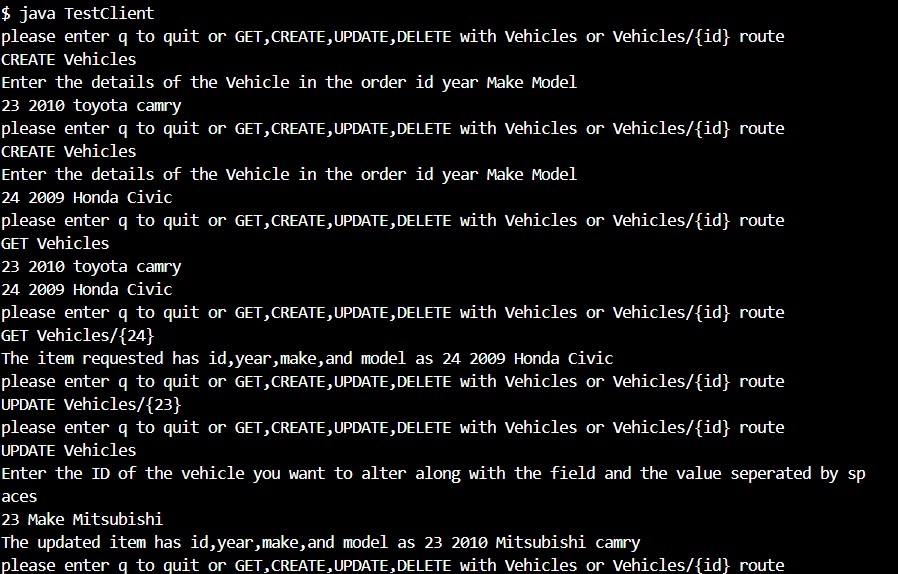 $ java TestClient
please enter q to quit or GET,CREATE,UPDATE,DELETE with Vehicles or Vehicles/{id} route
CREATE Vehicles
Enter the details of the Vehicle in the order id year Make Model
23 2010 toyota camry
please enter q to quit or GET,CREATE,UPDATE,DELETE with Vehicles or Vehicles/{id} route
CREATE Vehicles
Enter the details of the Vehicle in the order id year Make Model
24 2009 Honda Civic
please enter q to quit or GET,CREATE,UPDATE,DELETE with Vehicles or Vehicles/{id} route
GET Vehicles
23 2010 toyota camry
24 2009 Honda Civic
please enter q to quit or GET,CREATE,UPDATE,DELETE with Vehicles or Vehicles/{id} route
GET Vehicles/{24}
The item requested has id,year,make,and model as 24 2009 Honda Civic
please enter q to quit or GET,CREATE,UPDATE,DELETE with Vehicles or Vehicles/{id} route
UPDATE Vehicles/{23}
please enter q to quit or GET,CREATE,UPDATE,DELETE with Vehicles or Vehicles/{id} route
UPDATE Vehicles
Enter the ID of the vehicle you want to alter along with the field and the value seperated by sp
aces
23 Make Mitsubishi
The updated item has id,year,make,and model as 23 2010 Mitsubishi camry
please enter q to quit or GET,CREATE,UPDATE,DELETE with Vehicles or Vehicles/{id} route